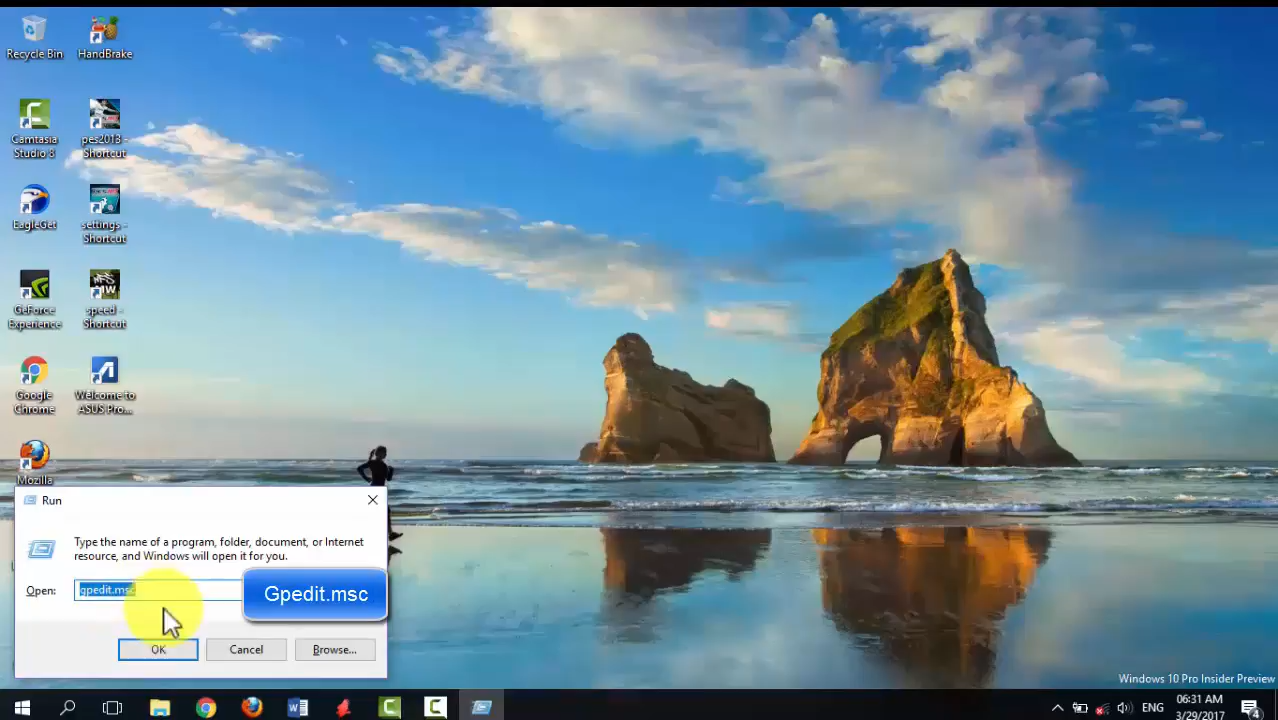 Recycle Bin
HandBrake
Camtasia
Studio 8
pes2013 -
Shortcut
EagleGet
settings -
Shortcut
GeForce
Experience
speed -
Shortcut
Google
Chrome
Welcome to
ASUS Pro...
Mozilla
Run
Type the name of a program, folder, document, or Internet
resource, and Windows will open it for you.
Open:
gpedit.msc
Gpedit.msc
OK
Cancel
Browse...
Windows 10 Pro Insider Preview
ENG
06:31 AM
3/29/2017
4